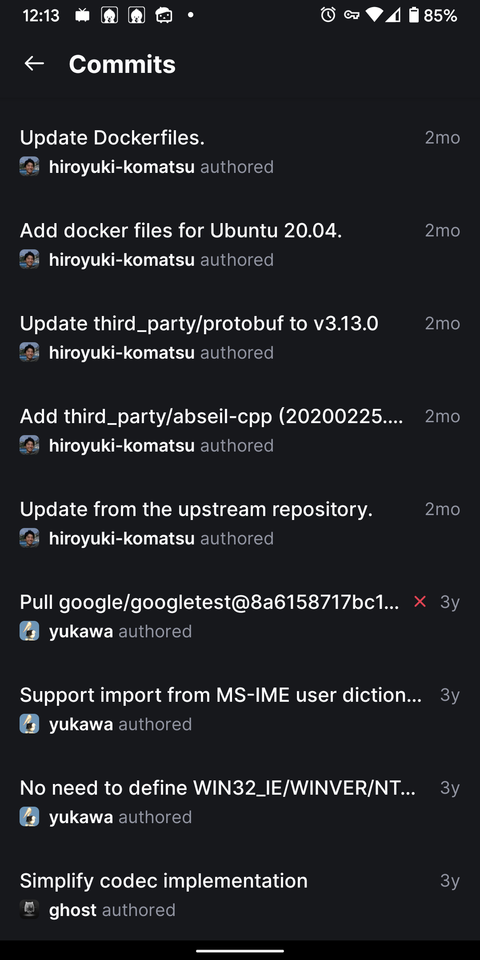 12:13
85%
Commits
Update Dockerfiles.
2mo
hiroyuki-komatsu authored
Add docker files for Ubuntu 20.04.
2mo
hiroyuki-komatsu authored
Update third_party/protobuf to v3.13.0
2mo
hiroyuki-komatsu authored
Add third_party/abseil-cpp (20200225....
2mo
hiroyuki-komatsu authored
Update from the upstream repository.
2mo
hiroyuki-komatsu authored
Pull google/googletest@8a6158717bc1...
3y
yukawa authored
Support import from MS-IME user diction...
3y
yukawa authored
No need to define WIN32_IE/WINVER/NT...
3y
yukawa authored
Simplify codec implementation
3y
ghost authored